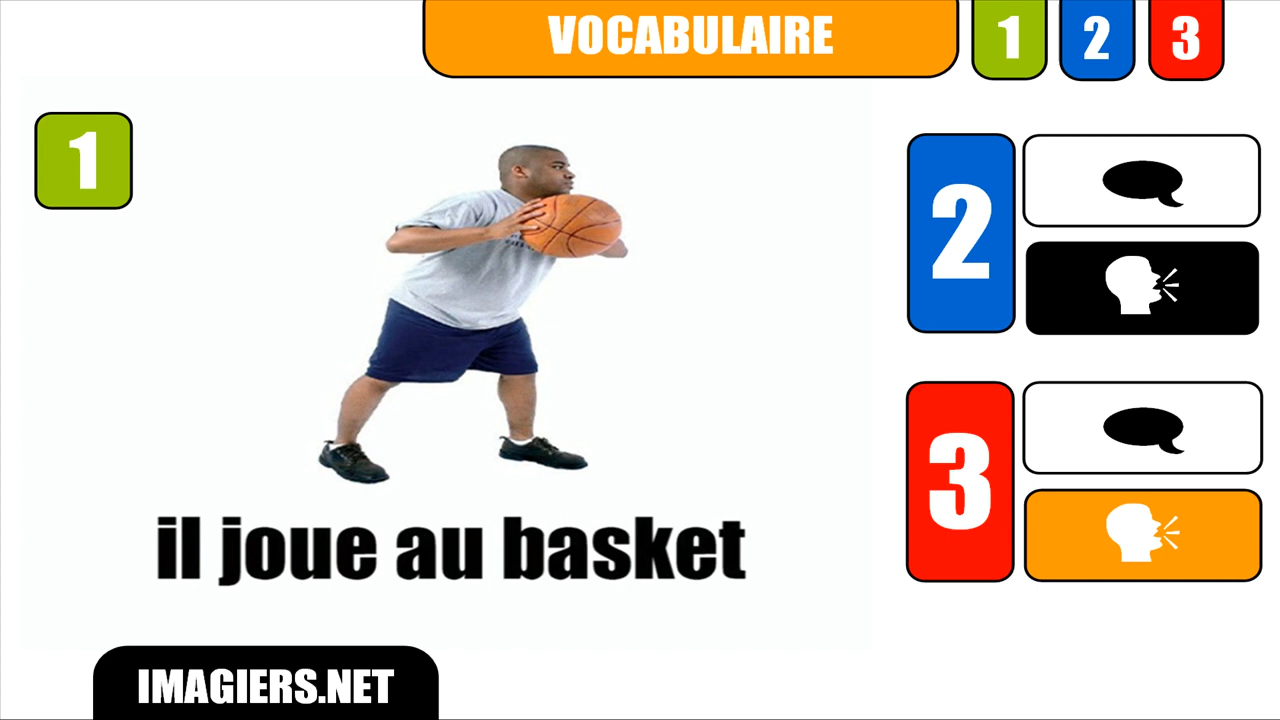 VOCABULAIRE
1 2 3
1
2
3
il joue au basket
IMAGIERS.NET